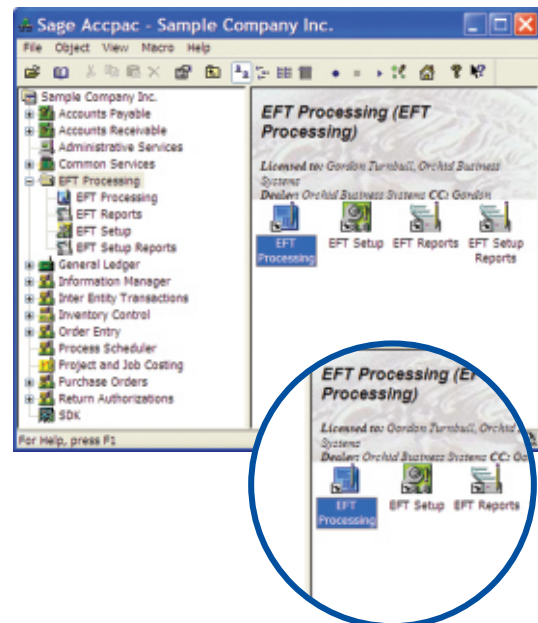 Sage Accpac - Sample Company Inc.
File Object View Macro Help
Sample Company Inc.
Accounts Payable
Accounts Receivable
Administrative Services
Common Services
EFT Processing
EFT Processing
EFT Reports
EFT Setup
EFT Setup Reports
General Ledger
Information Manager
Inter Entity Transactions
Inventory Control
Order Entry
Process Scheduler
Project and Job Costing
Purchase Orders
Return Authorizations
SDK
For Help, press F1
EFT Processing (EFT
Processing)
Licensed to: Gordon Turnbull, Orchid Business
Systems
Dealer: Orchid Business Systems CC: Gordon
EFT
Processing
EFT Setup
EFT Reports
EFT Setup
Reports
EFT Processing (EF
Processing)
Licensed to: Gordon Turnbull, Orchid
Systems
Dealer: Orchid Business Systems CC: Go
EFT
Processing
EFT Setup
EFT Reports